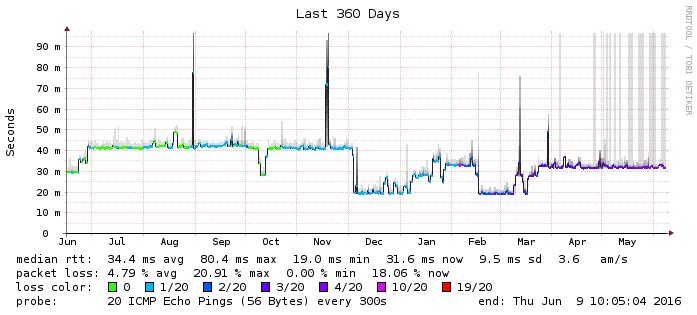 Last 360 Days
RRDTOOL / TOBI OETIKER
Seconds
90 m
80 m
70 m
60 m
50 m
40 m
30 m
20 m
10 m
0
Jun Jul Aug Sep Oct Nov Dec Jan Feb Mar Apr May
median rtt: 34.4 ms avg 80.4 ms max 19.0 ms min 31.6 ms now 9.5 ms sd 3.6 am/s
packet loss: 4.79 % avg 20.91 % max 0.00 % min 18.06 % now
loss color: 0 1/20 2/20 3/20 4/20 10/20 19/20
probe: 20 ICMP Echo Pings (56 Bytes) every 300s end: Thu Jun 9 10:05:04 2016